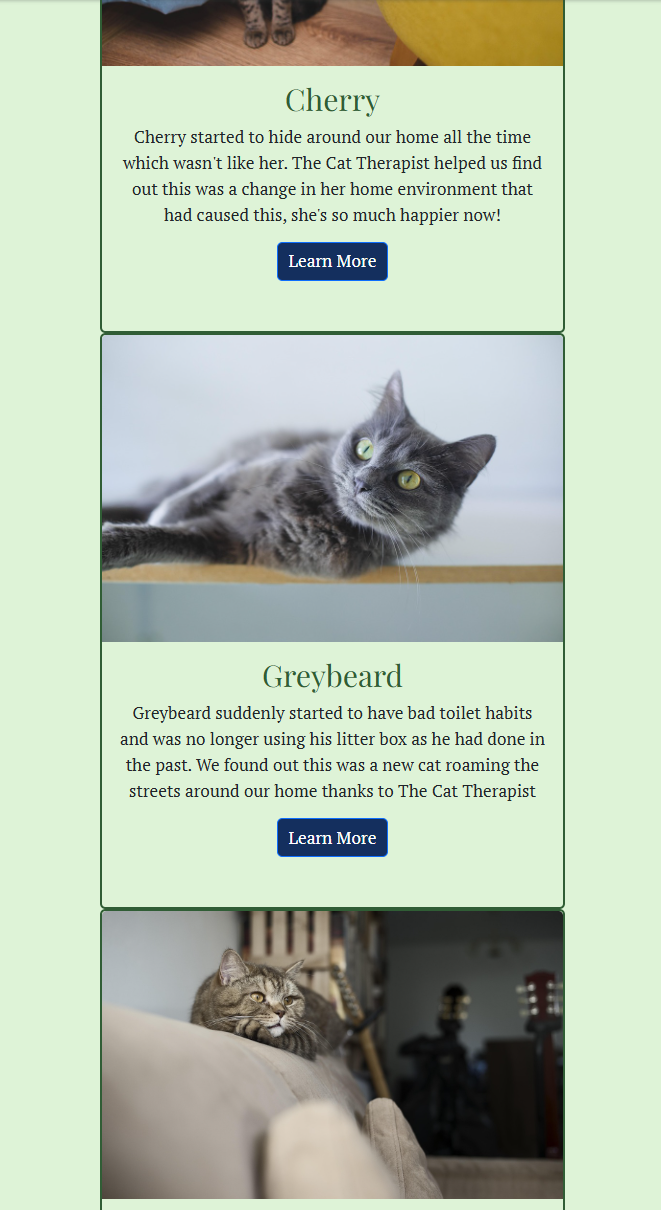 Cherry
Cherry started to hide around our home all the time
which wasn't like her. The Cat Therapist helped us find
out this was a change in her home environment that
had caused this, she's so much happier now!
Learn More
Greybeard
Greybeard suddenly started to have bad toilet habits
and was no longer using his litter box as he had done in
the past. We found out this was a new cat roaming the
streets around our home thanks to The Cat Therapist
Learn More